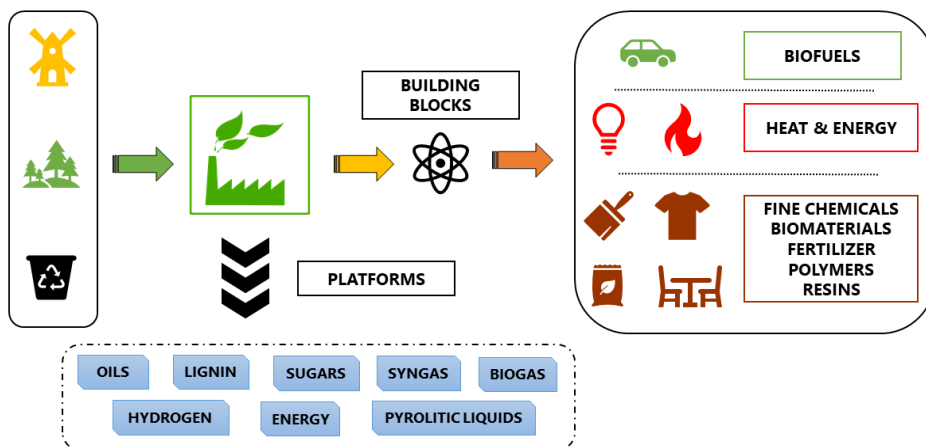 BUILDING
BLOCKS
BIOFUELS
HEAT & ENERGY
FINE CHEMICALS
BIOMATERIALS
FERTILIZER
POLYMERS
RESINS
PLATFORMS
OILS
LIGNIN
SUGARS
SYNGAS
BIOGAS
HYDROGEN
ENERGY
PYROLITIC LIQUIDS